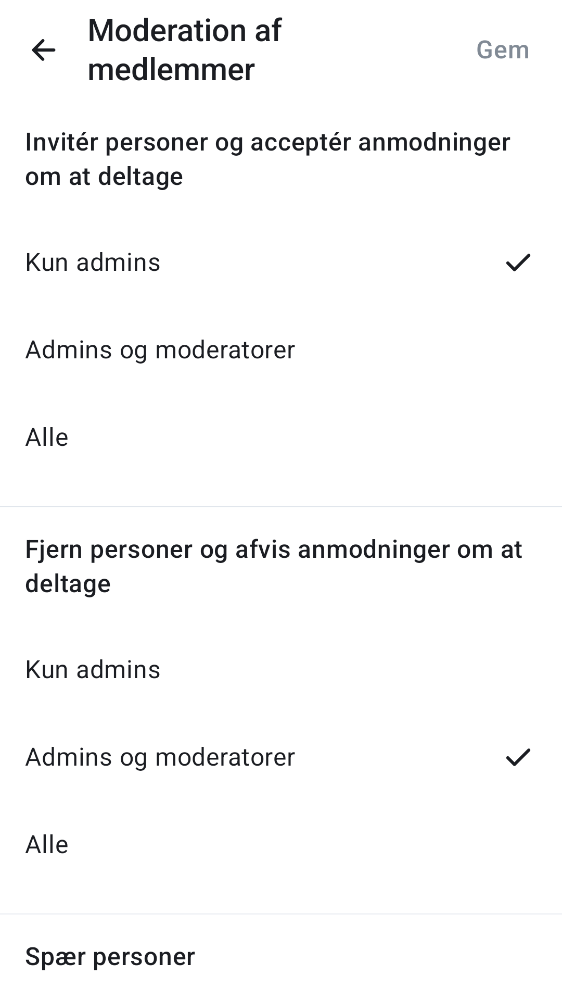 Moderation af
medlemmer
Gem
Invitér personer og acceptér anmodninger
om at deltage
Kun admins
Admins og moderatorer
Alle
Fjern personer og afvis anmodninger om at
deltage
Kun admins
Admins og moderatorer
Alle
Spær personer